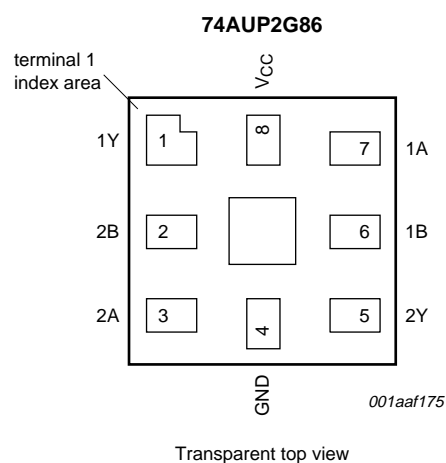 74AUP2G86
terminal 1
index area
VCC
1Y
1
8
7
1A
2B
2
6
1B
2A
3
4
5
2Y
GND
001aaf175
Transparent top view